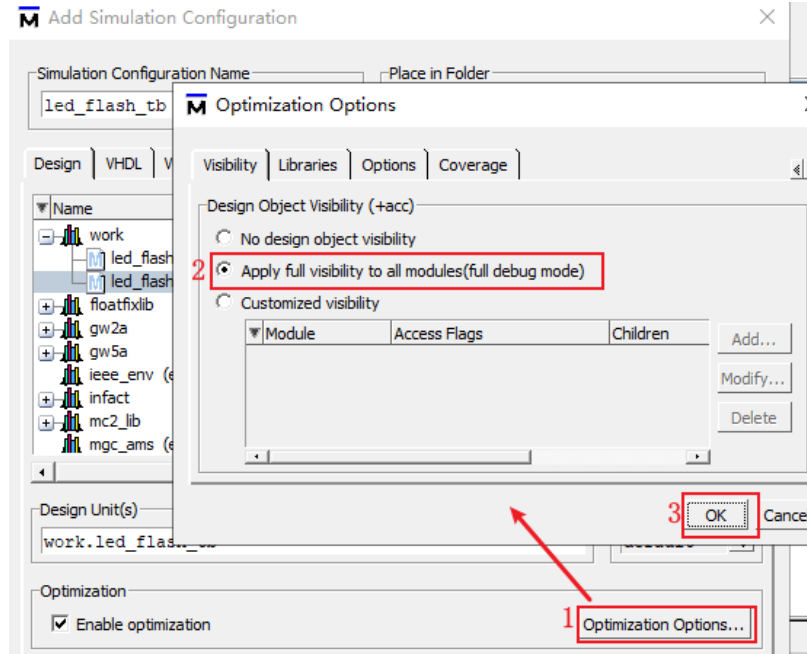 Add Simulation Configuration
Simulation Configuration Name
Place in Folder
led_flash_tb
Optimization Options
Design
VHDL
V
Visibility
Libraries
Options
Coverage
Name
work
led_flash
led_flash
floatfixlib
gw2a
gw5a
ieee_env (e
infact
mc2_lib
mgc_ams (e
Design Object Visibility (+acc)
No design object visibility
2
Apply full visibility to all modules(full debug mode)
Customized visibility
Module
Access Flags
Children
Add...
Modify...
Delete
3
OK
Cance
Design Unit(s)
work.led_flash_tb
default
Optimization
Enable optimization
1
Optimization Options...